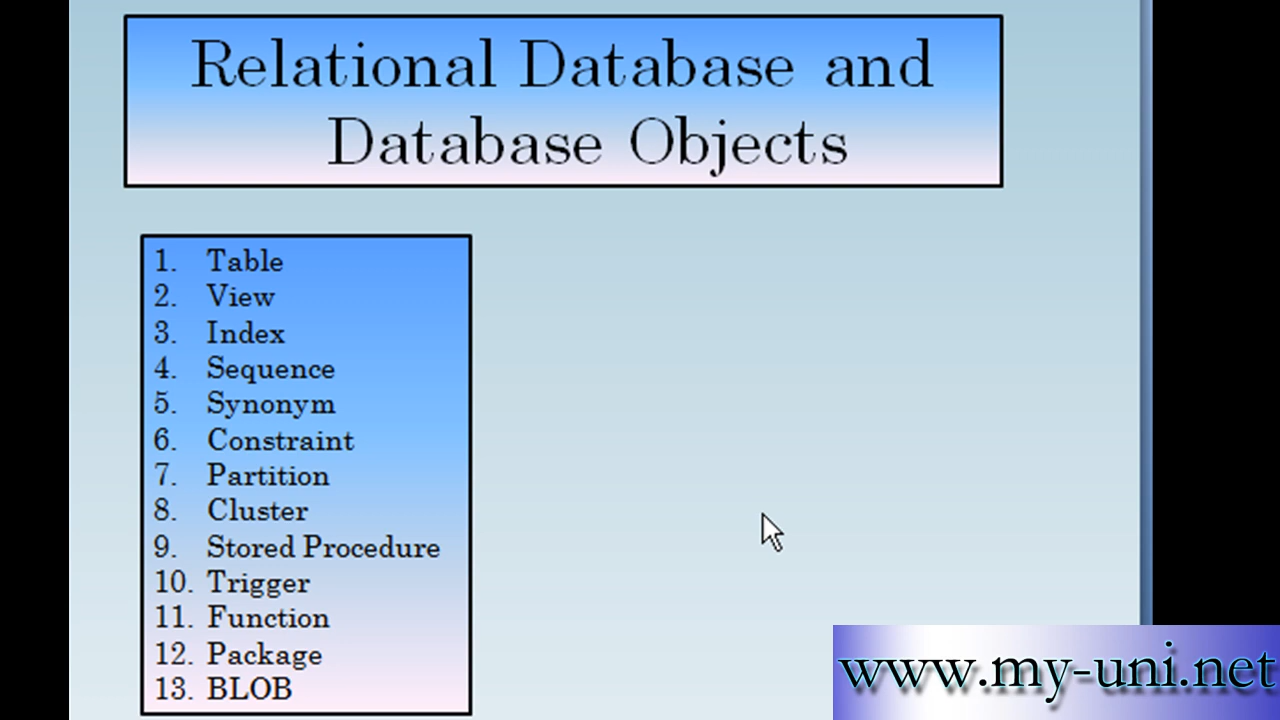 Relational Database and
Database Objects
1. Table
2. View
3. Index
4. Sequence
5. Synonym
6. Constraint
7. Partition
8. Cluster
9. Stored Procedure
10. Trigger
11. Function
12. Package
13. BLOB
www.my-uni.net